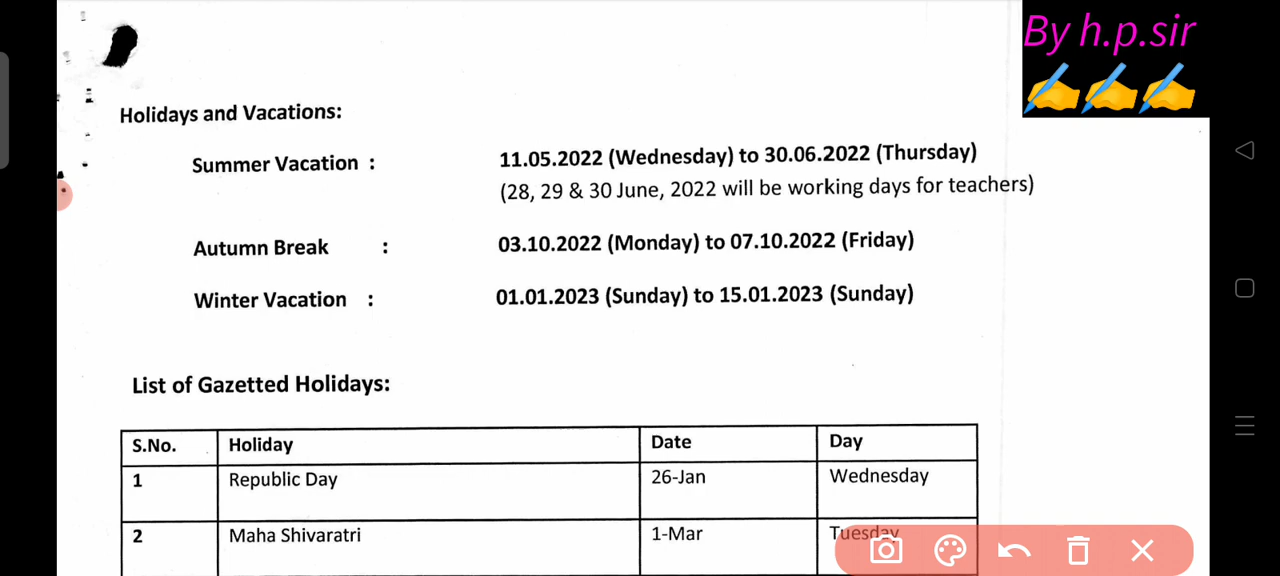 By h.p.sir
Holidays and Vacations:
Summer Vacation : 11.05.2022 (Wednesday) to 30.06.2022 (Thursday)
(28, 29 & 30 June, 2022 will be working days for teachers)
Autumn Break : 03.10.2022 (Monday) to 07.10.2022 (Friday)
Winter Vacation : 01.01.2023 (Sunday) to 15.01.2023 (Sunday)
List of Gazetted Holidays:
S.No. Holiday Date Day
1 Republic Day 26-Jan Wednesday
2 Maha Shivaratri 1-Mar Tuesday